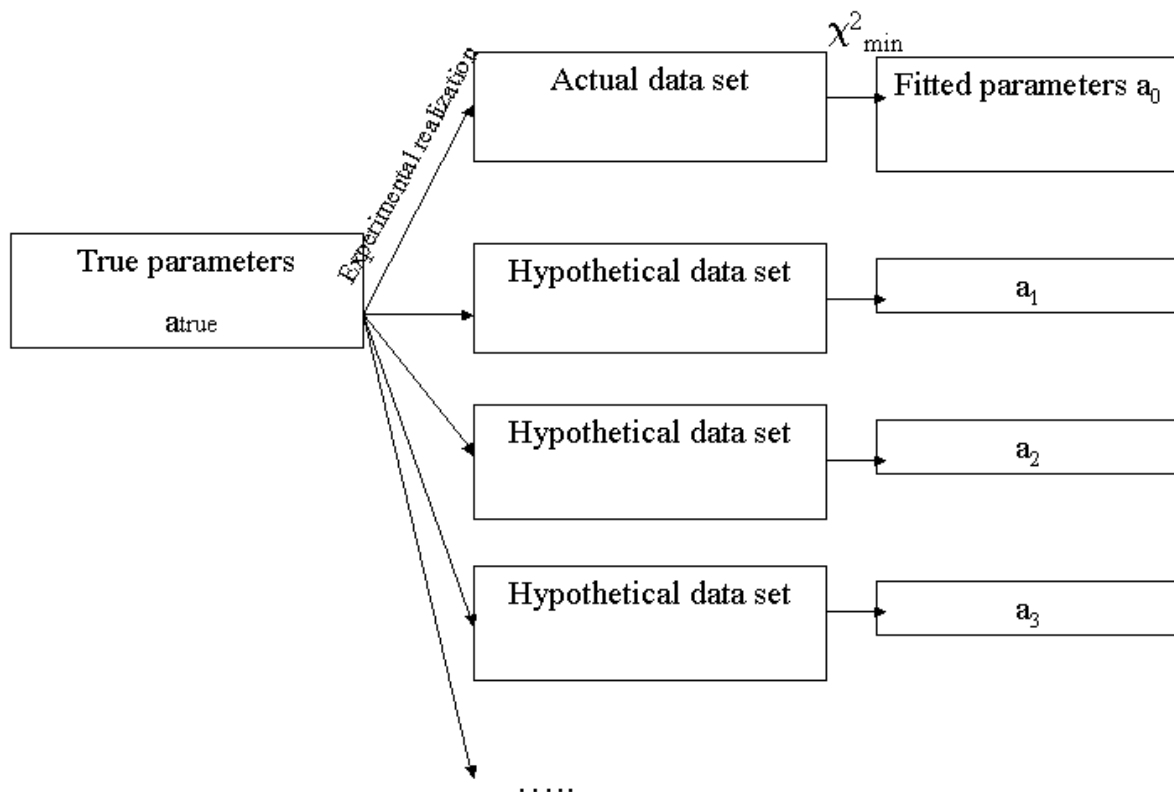 χ²min
Experimental realization
Actual data set
Fitted parameters a₀
True parameters
atrue
Hypothetical data set
a₁
Hypothetical data set
a₂
Hypothetical data set
a₃
.....